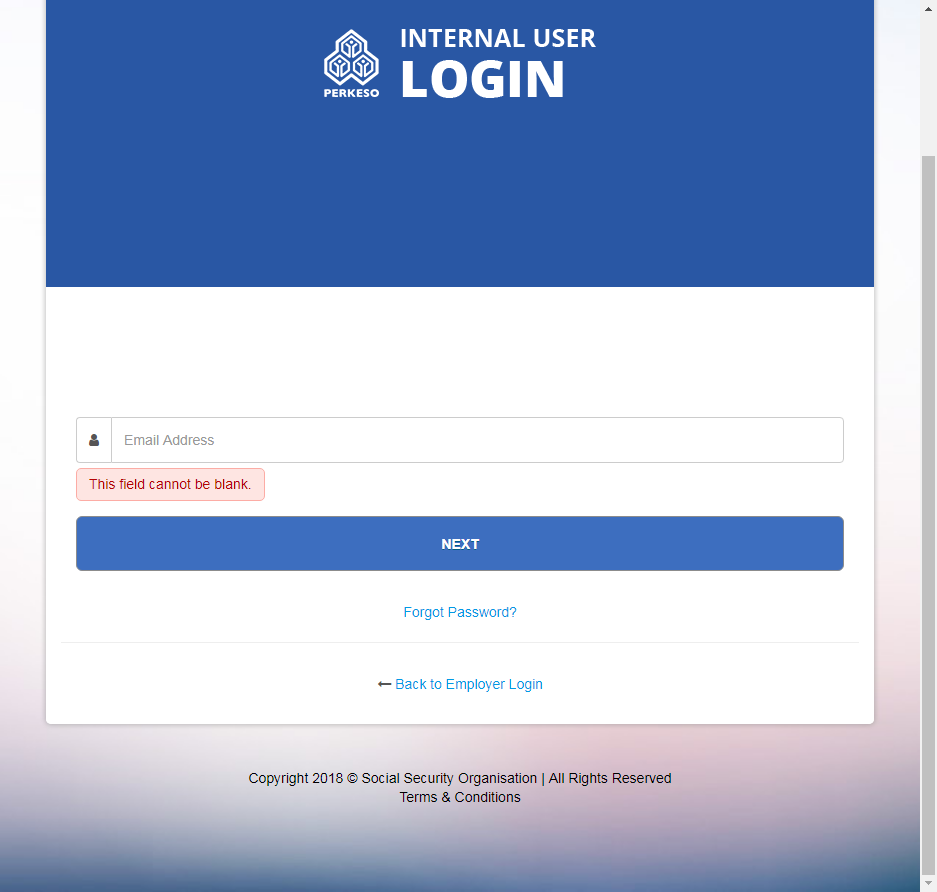 INTERNAL USER
LOGIN
PERKESO
Email Address
This field cannot be blank.
NEXT
Forgot Password?
Back to Employer Login
Copyright 2018 © Social Security Organisation | All Rights Reserved
Terms & Conditions